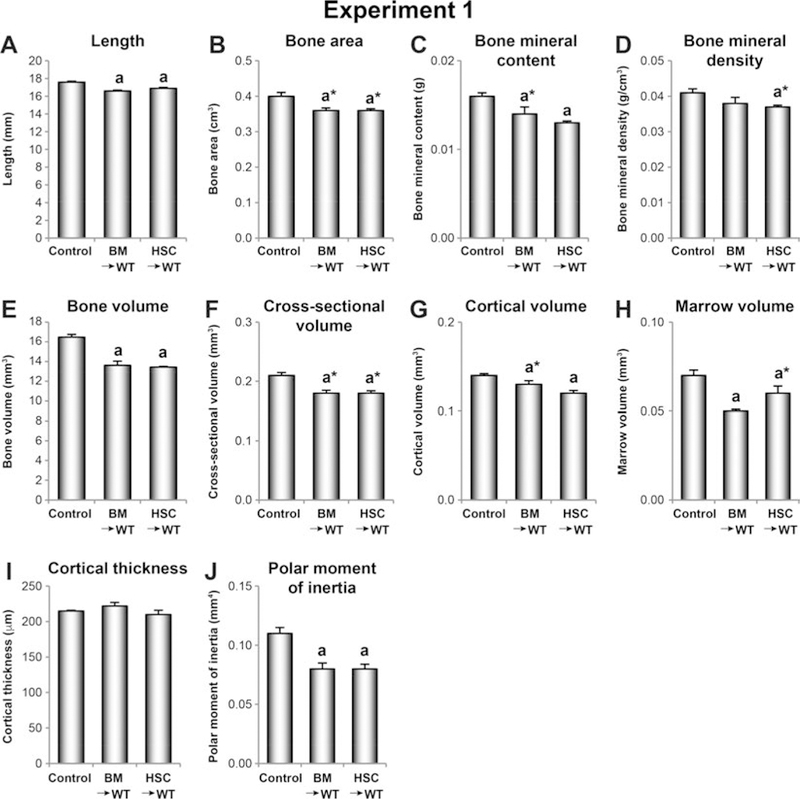 Experiment 1
A
Length
Length (mm)
20
18
16
14
12
10
8
6
4
2
0
a
a
Control
BM
→WT
HSC
→WT
B
Bone area
Bone area (cm³)
0.5
0.4
0.3
0.2
0.1
0.0
a*
a*
Control
BM
→WT
HSC
→WT
C
Bone mineral
content
Bone mineral content (g)
0.02
0.01
0.00
a*
a
Control
BM
→WT
HSC
→WT
D
Bone mineral
density
Bone mineral density (g/cm³)
0.05
0.04
0.03
0.02
0.01
0.00
a*
Control
BM
→WT
HSC
→WT
E
Bone volume
Bone volume (mm³)
18
16
14
12
10
8
6
4
2
0
a
a
Control
BM
→WT
HSC
→WT
F
Cross-sectional
volume
Cross-sectional volume (mm³)
0.3
0.2
0.1
0.0
a*
a*
Control
BM
→WT
HSC
→WT
G
Cortical volume
Cortical volume (mm³)
0.2
0.1
0.0
a*
a
Control
BM
→WT
HSC
→WT
H
Marrow volume
Marrow volume (mm³)
0.10
0.05
0.00
a
a*
Control
BM
→WT
HSC
→WT
I
Cortical thickness
Cortical thickness (μm)
250
200
150
100
50
0
Control
BM
→WT
HSC
→WT
J
Polar moment
of inertia
Polar moment of inertia (mm⁴)
0.15
0.10
0.05
0.00
a
a
Control
BM
→WT
HSC
→WT